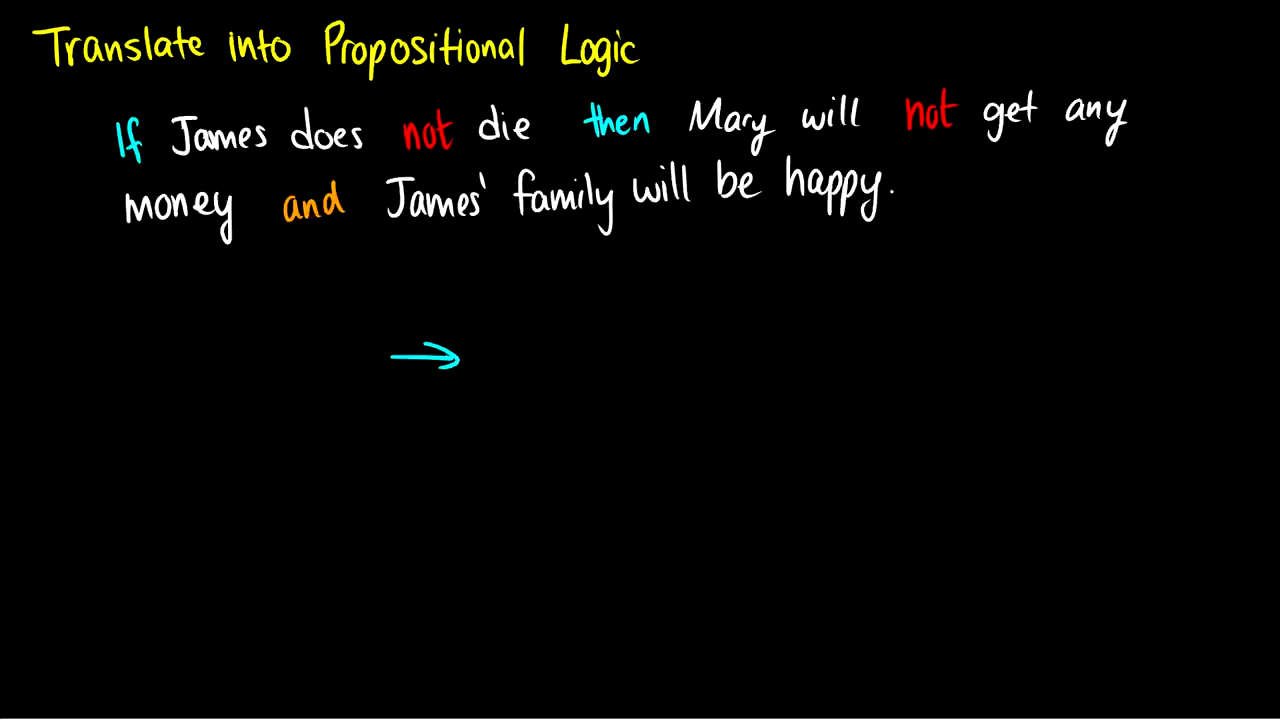 Translate into Propositional Logic
If James does not die then Mary will not get any
money and James' family will be happy.
→